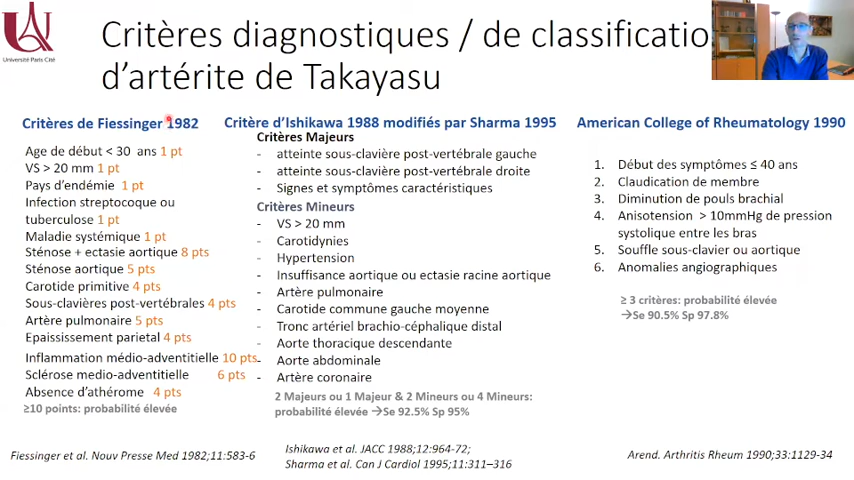 Université Paris Cité
Critères diagnostiques / de classificatio
d'artérite de Takayasu
Critères de Fiessinger 1982
Age de début < 30 ans 1 pt
VS > 20 mm 1 pt
Pays d'endémie 1 pt
Infection streptocoque ou
tuberculose 1 pt
Maladie systémique 1 pt
Sténose + ectasie aortique 8 pts
Sténose aortique 5 pts
Carotide primitive 4 pts
Sous-clavières post-vertébrales 4 pts
Artère pulmonaire 5 pts
Epaississement parietal 4 pts
Inflammation médio-adventitielle 10 pts
Sclérose medio-adventitielle 6 pts
Absence d'athérome 4 pts
≥10 points: probabilité élevée
Fiessinger et al. Nouv Presse Med 1982;11:583-6
Critère d'Ishikawa 1988 modifiés par Sharma 1995
Critères Majeurs
- atteinte sous-clavière post-vertébrale gauche
- atteinte sous-clavière post-vertébrale droite
- Signes et symptômes caractéristiques
Critères Mineurs
- VS > 20 mm
- Carotidynies
- Hypertension
- Insuffisance aortique ou ectasie racine aortique
- Artère pulmonaire
- Carotide commune gauche moyenne
- Tronc artériel brachio-céphalique distal
- Aorte thoracique descendante
- Aorte abdominale
- Artère coronaire
2 Majeurs ou 1 Majeur & 2 Mineurs ou 4 Mineurs:
probabilité élevée →Se 92.5% Sp 95%
Ishikawa et al. JACC 1988;12:964-72;
Sharma et al. Can J Cardiol 1995;11:311–316
American College of Rheumatology 1990
1. Début des symptômes ≤ 40 ans
2. Claudication de membre
3. Diminution de pouls brachial
4. Anisotension > 10mmHg de pression
systolique entre les bras
5. Souffle sous-clavier ou aortique
6. Anomalies angiographiques
≥ 3 critères: probabilité élevée
→Se 90.5% Sp 97.8%
Arend. Arthritis Rheum 1990;33:1129-34